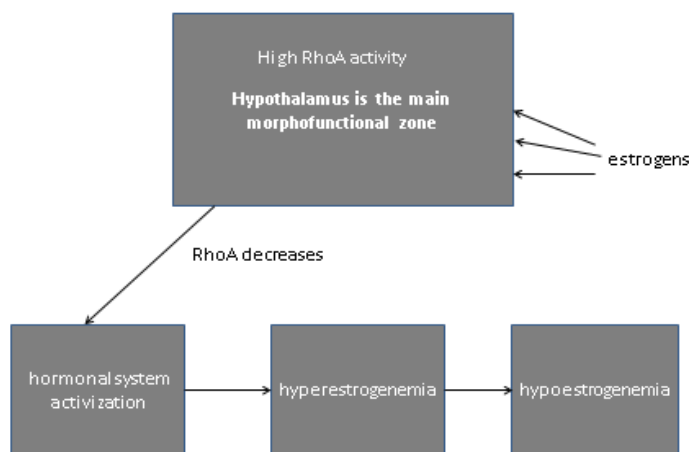 High RhoA activity
Hypothalamus is the main
morphofunctional zone
estrogens
RhoA decreases
hormonal system
activization
hyperestrogenemia
hypoestrogenemia